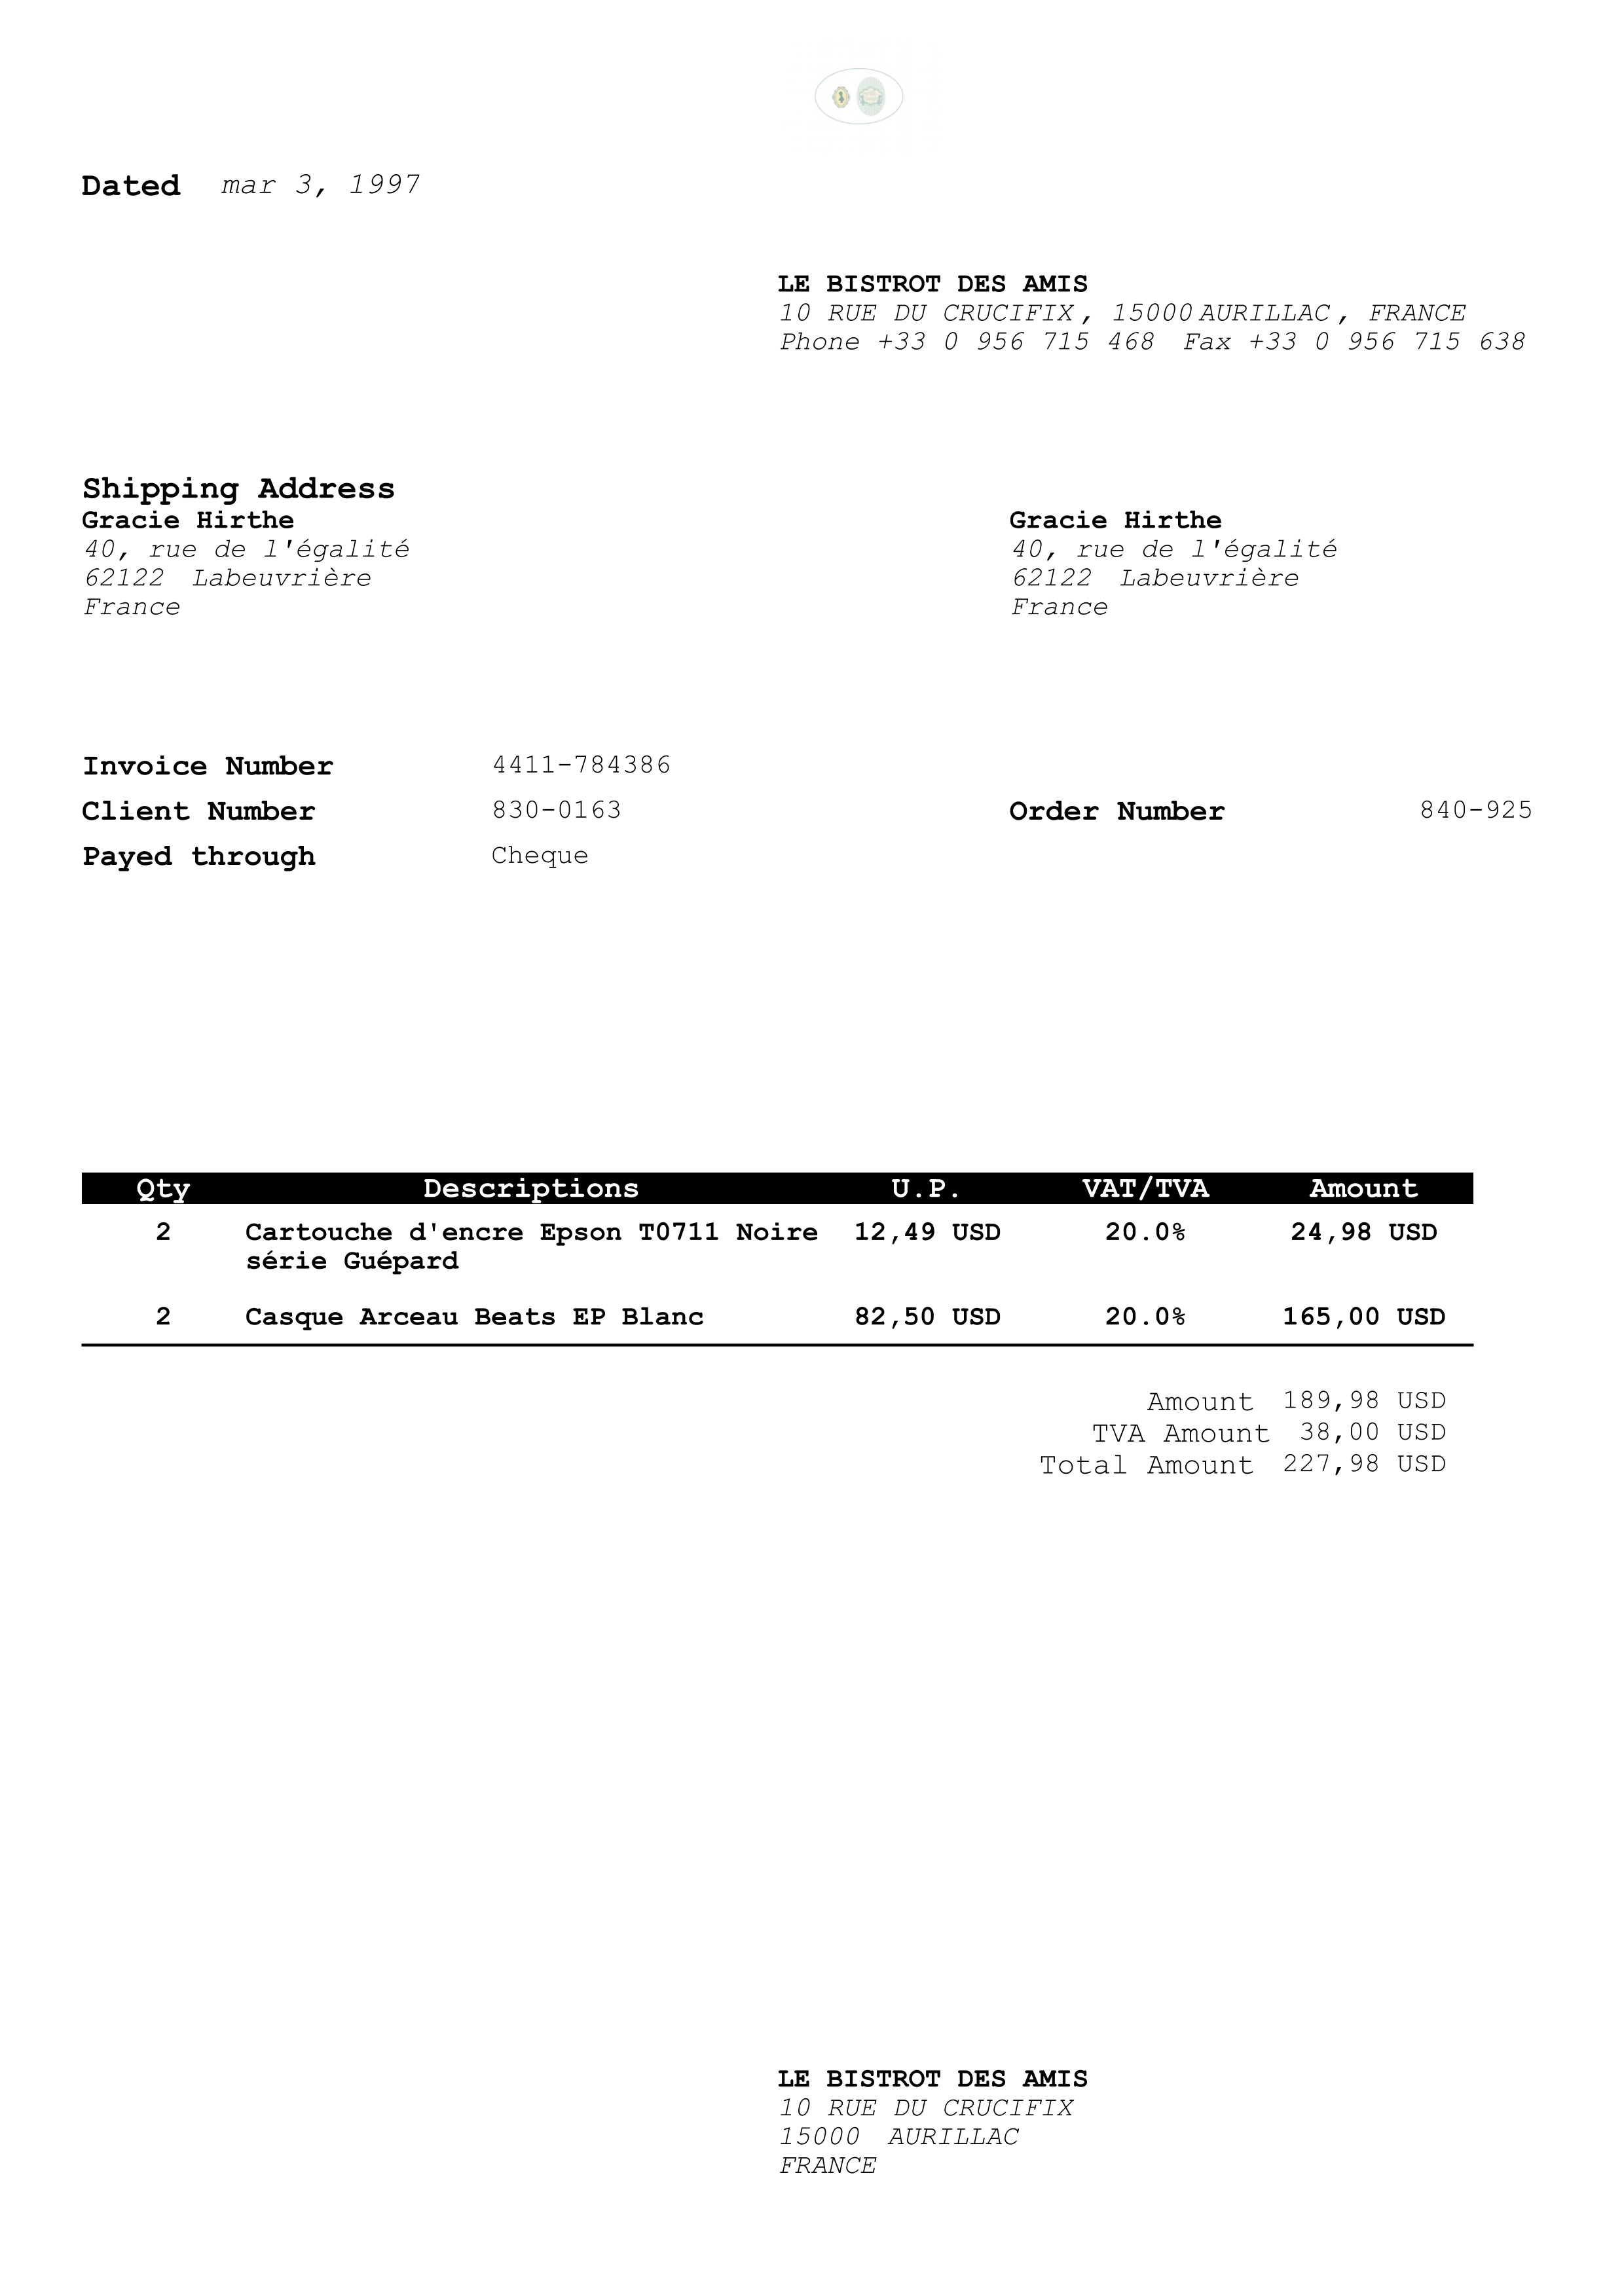 Dated mar 3, 1997
LE BISTROT DES AMIS
10 RUE DU CRUCIFIX, 15000 AURILLAC, FRANCE
Phone +33 0 956 715 468 Fax +33 0 956 715 638
Shipping Address
Gracie Hirthe
40, rue de l'égalité
62122 Labeuvrière
France
Gracie Hirthe
40, rue de l'égalité
62122 Labeuvrière
France
Invoice Number 4411-784386
Client Number 830-0163 Order Number 840-925
Payed through Cheque
Qty Descriptions U.P. VAT/TVA Amount
2 Cartouche d'encre Epson T0711 Noire 12,49 USD 20.0% 24,98 USD
série Guépard
2 Casque Arceau Beats EP Blanc 82,50 USD 20.0% 165,00 USD
Amount 189,98 USD
TVA Amount 38,00 USD
Total Amount 227,98 USD
LE BISTROT DES AMIS
10 RUE DU CRUCIFIX
15000 AURILLAC
FRANCE